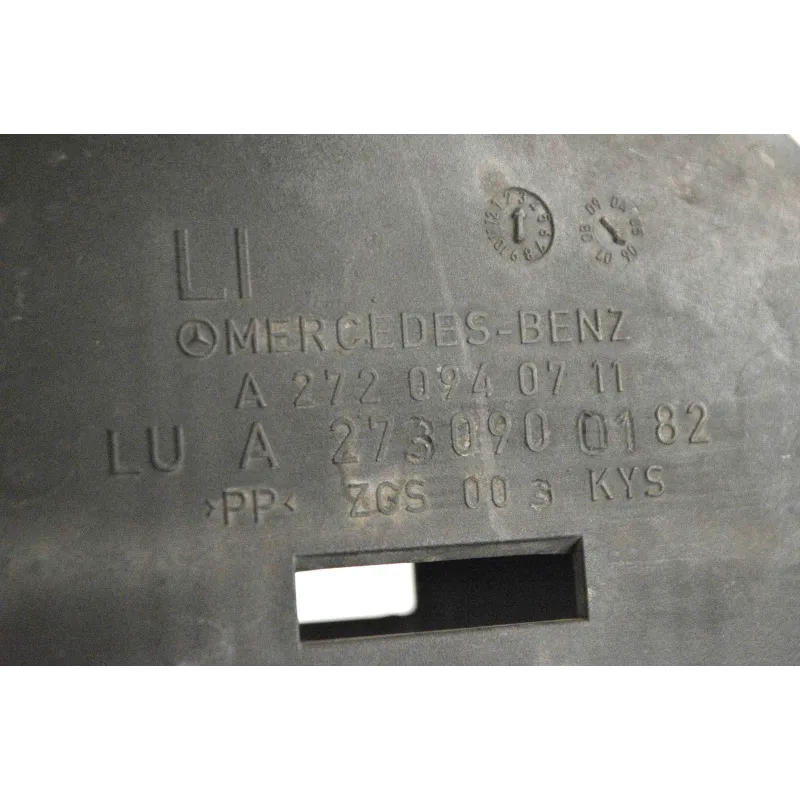 LI
MERCEDES-BENZ
A 272 094 07 11
LU A 273 090 01 82
>PP< ZGS 003 KYS